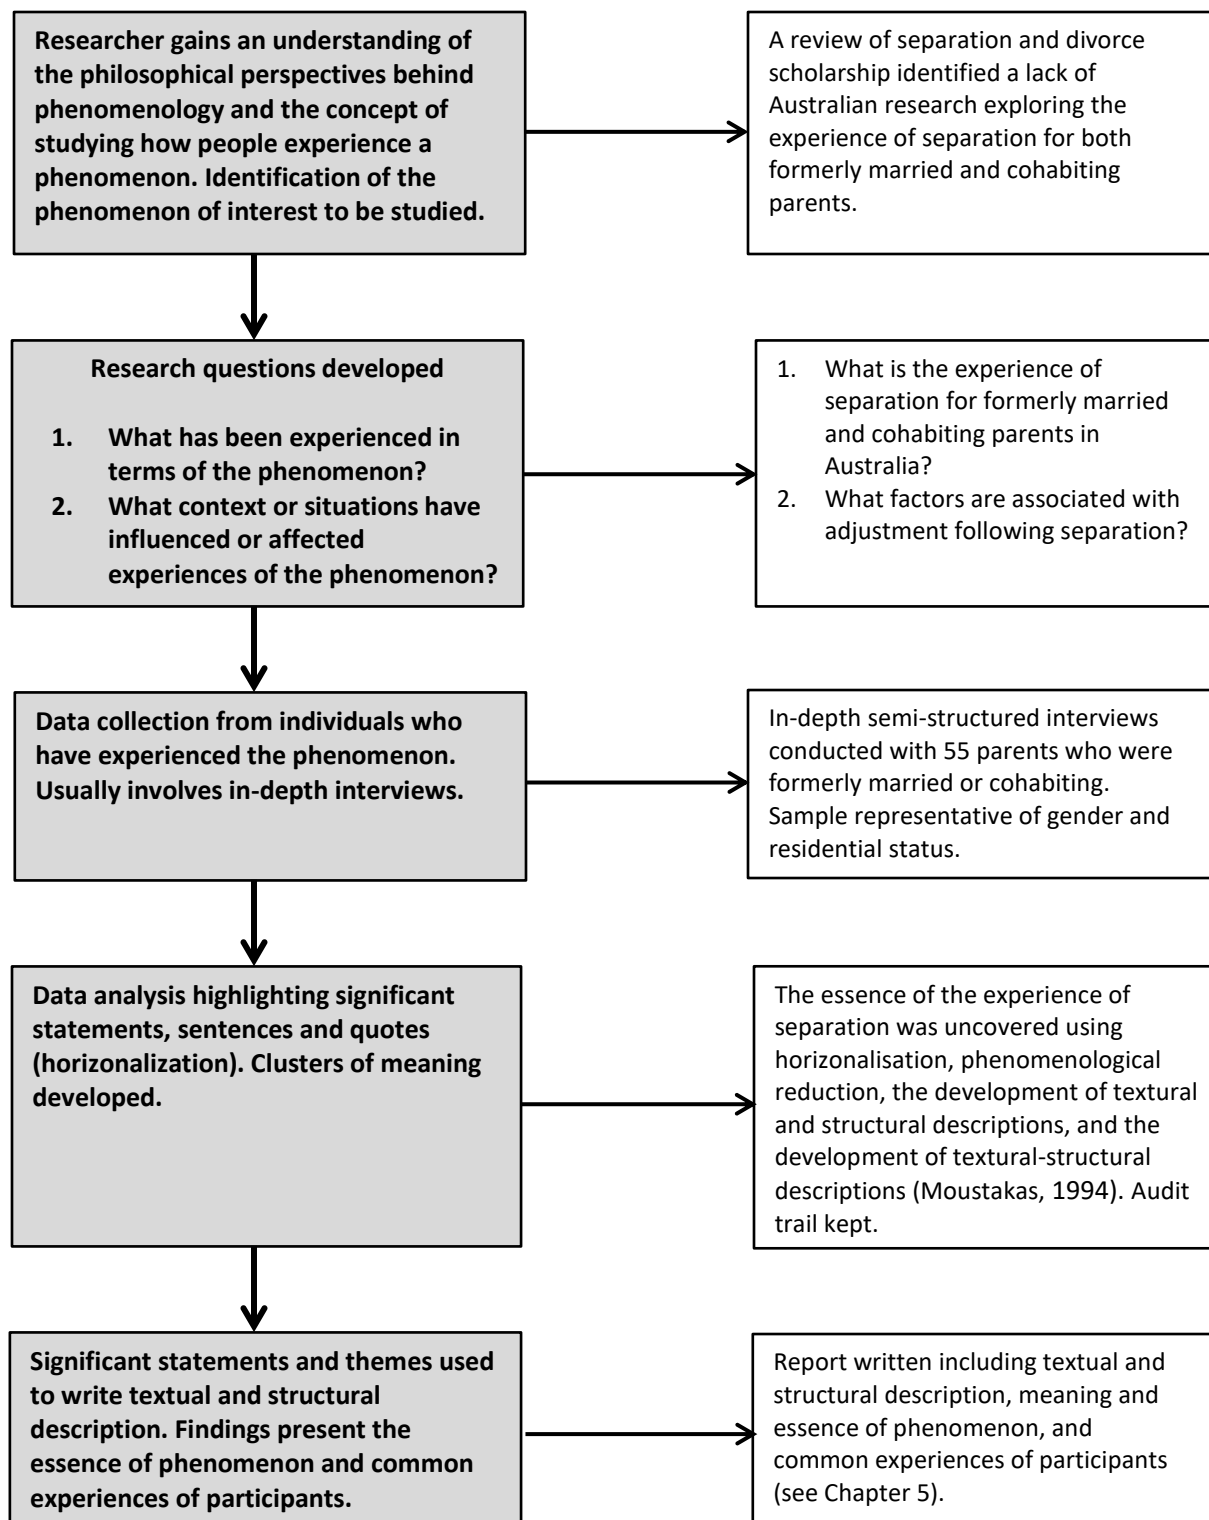 Researcher gains an understanding of
the philosophical perspectives behind
phenomenology and the concept of
studying how people experience a
phenomenon. Identification of the
phenomenon of interest to be studied.
A review of separation and divorce
scholarship identified a lack of
Australian research exploring the
experience of separation for both
formerly married and cohabiting
parents.
Research questions developed
1. What has been experienced in
terms of the phenomenon?
2. What context or situations have
influenced or affected
experiences of the phenomenon?
1. What is the experience of
separation for formerly married
and cohabiting parents in
Australia?
2. What factors are associated with
adjustment following separation?
Data collection from individuals who
have experienced the phenomenon.
Usually involves in-depth interviews.
In-depth semi-structured interviews
conducted with 55 parents who were
formerly married or cohabiting.
Sample representative of gender and
residential status.
Data analysis highlighting significant
statements, sentences and quotes
(horizonalization). Clusters of meaning
developed.
The essence of the experience of
separation was uncovered using
horizonalisation, phenomenological
reduction, the development of textural
and structural descriptions, and the
development of textural-structural
descriptions (Moustakas, 1994). Audit
trail kept.
Significant statements and themes used
to write textual and structural
description. Findings present the
essence of phenomenon and common
experiences of participants.
Report written including textual and
structural description, meaning and
essence of phenomenon, and
common experiences of participants
(see Chapter 5).